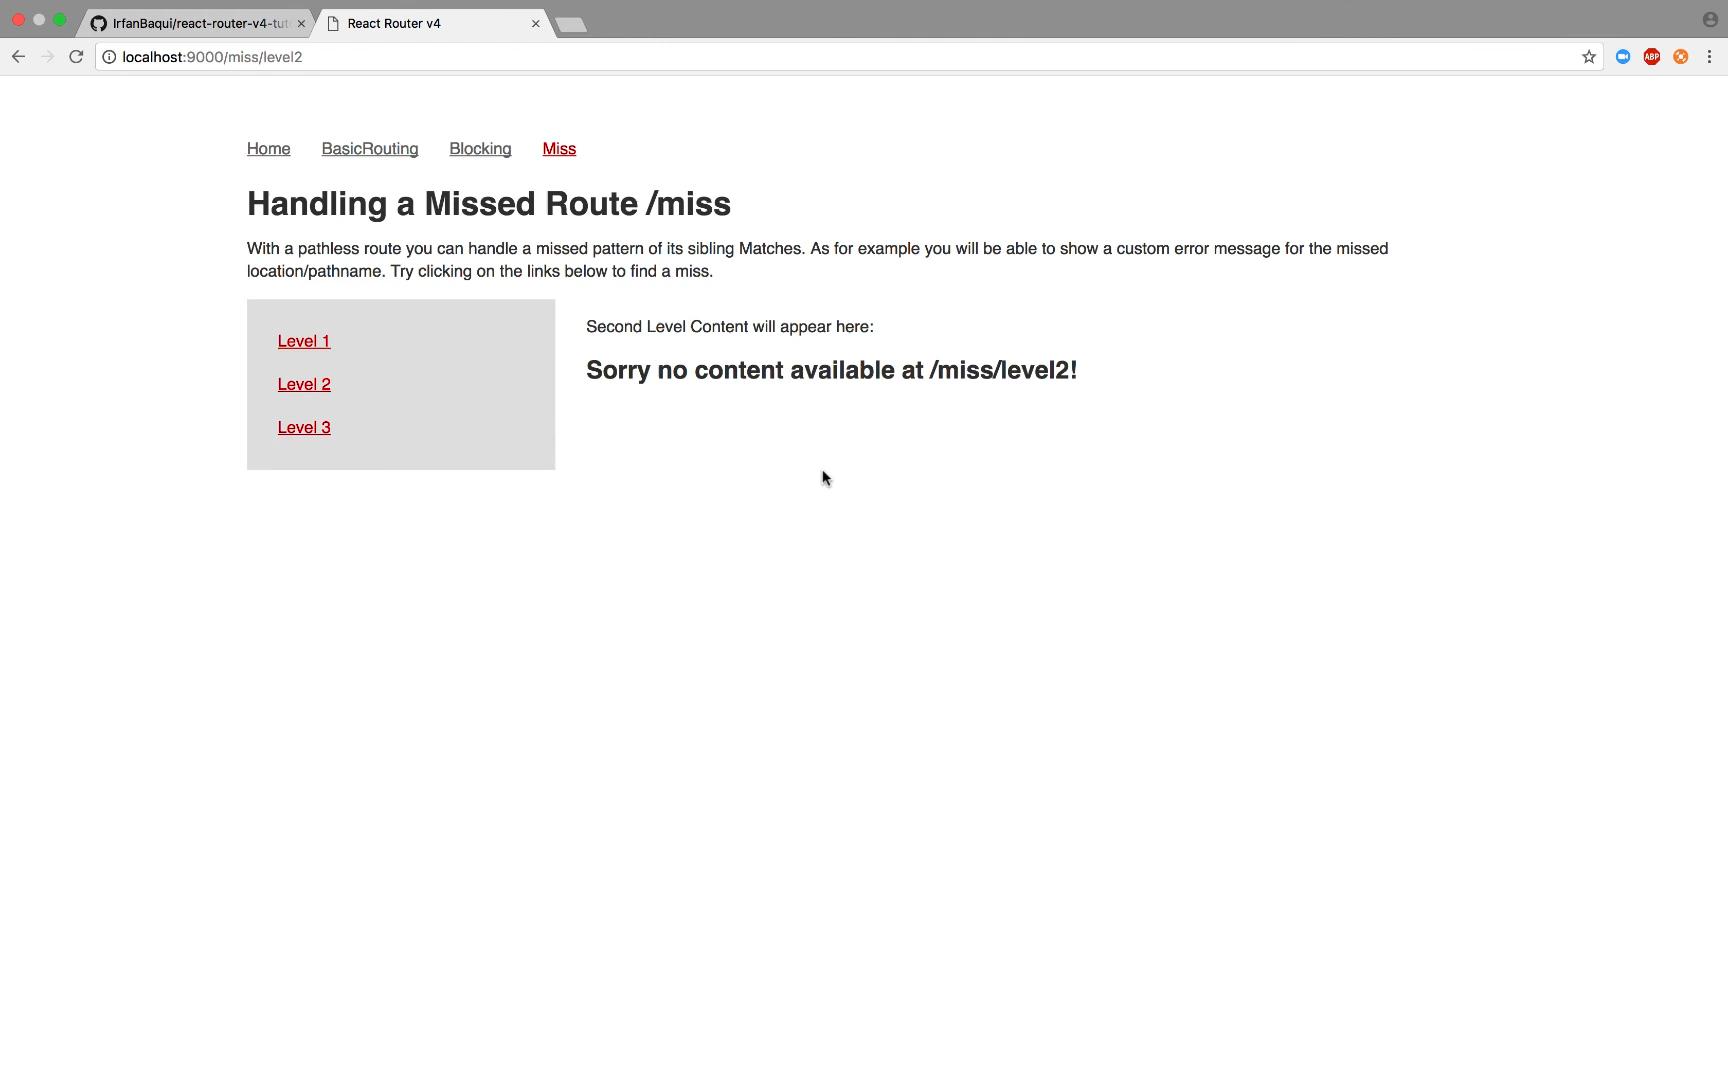 IrfanBaqui/react-router-v4-tut
React Router v4
localhost:9000/miss/level2
ABP
Home BasicRouting Blocking Miss
Handling a Missed Route /miss
With a pathless route you can handle a missed pattern of its sibling Matches. As for example you will be able to show a custom error message for the missed
location/pathname. Try clicking on the links below to find a miss.
Level 1
Level 2
Level 3
Second Level Content will appear here:
Sorry no content available at /miss/level2!